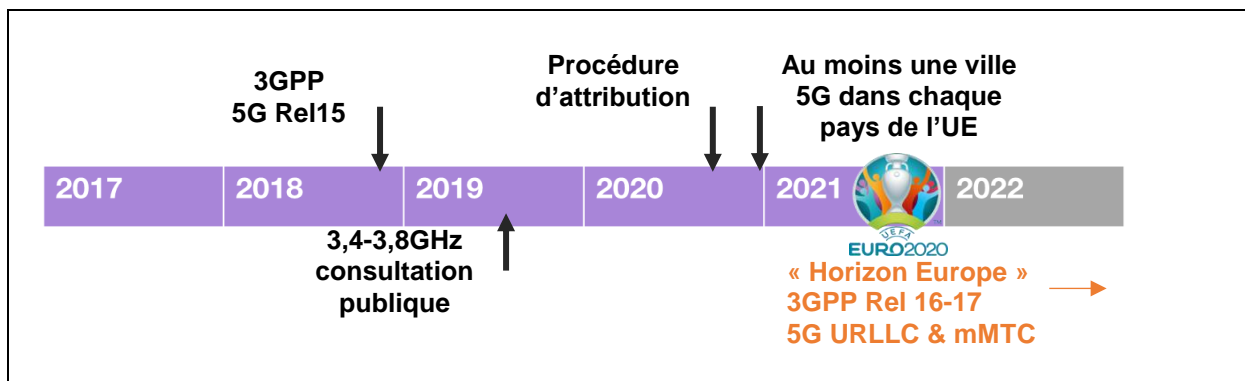 3GPP
5G Rel15
Procédure
d’attribution
Au moins une ville
5G dans chaque
pays de l’UE
2017
2018
2019
2020
2021
2022
3,4-3,8GHz
consultation
publique
UEFA
EURO2020
« Horizon Europe »
3GPP Rel 16-17
5G URLLC & mMTC